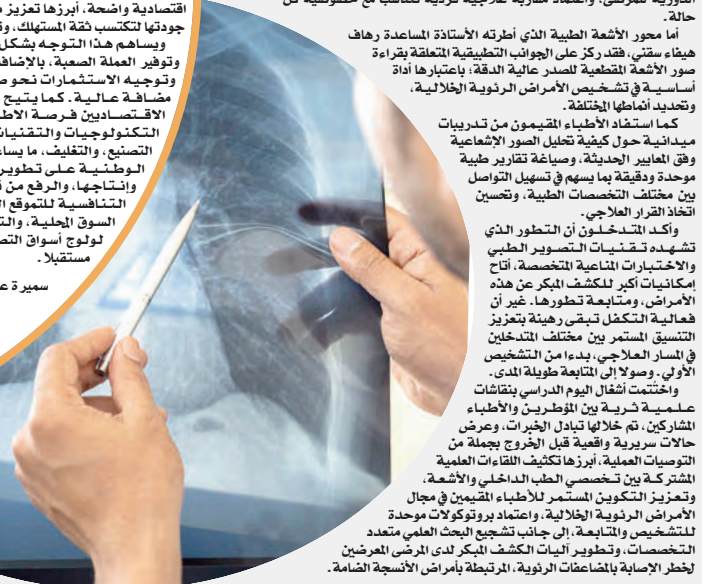 الدورية للمرضى، واعتماد مقاربة علاجية فردية تتناسب مع خصوصية كل
حالة.
أما محور الأشعة الطبية الذي أطرته الأستاذة المساعدة رهاف
هيفاء سقني، فقد ركز على الجوانب التطبيقية المتعلقة بقراءة
صور الأشعة المقطعية للصدر عالية الدقة؛ باعتبارها أداة
أساسية في تشخيص الأمراض الرئوية الخلالية،
وتحديد أنماطها المختلفة.
كما استفاد الأطباء المقيمون من تدريبات
ميدانية حول كيفية تحليل الصور الإشعاعية
وفق المعايير الحديثة، وصياغة تقارير طبية
موحدة ودقيقة بما يسهم في تسهيل التواصل
بين مختلف التخصصات الطبية، وتحسين
اتخاذ القرار العلاجي.
وأكد المتدخلون أن التطور الذي
تشهده تقنيات التصوير الطبي
والاختبارات المناعية المتخصصة، أتاح
إمكانيات أكبر للكشف المبكر عن هذه
الأمراض، ومتابعة تطورها. غير أن
فعالية التكفل تبقى رهينة بتعزيز
التنسيق المستمر بين مختلف المتدخلين
في المسار العلاجي، بدءا من التشخيص
الأولي. وصولا إلى المتابعة طويلة المدى.
واختتمت أشغال اليوم الدراسي بنقاشات
علمية ثرية بين المؤطرين والأطباء
المشاركين، تم خلالها تبادل الخبرات، وعرض
حالات سريرية واقعية قبل الخروج بجملة من
التوصيات العملية، أبرزها تكثيف اللقاءات العلمية
المشتركة بين تخصصي الطب الداخلي والأشعة،
وتعزيز التكوين المستمر للأطباء المقيمين في مجال
الأمراض الرئوية الخلالية، واعتماد بروتوكولات موحدة
للتشخيص والمتابعة، إلى جانب تشجيع البحث العلمي متعدد
التخصصات، وتطوير آليات الكشف المبكر لدى المرضى المعرضين
لخطر الإصابة بالمضاعفات الرئوية، المرتبطة بأمراض الأنسجة الضامة.
اقتصادية واضحة، أبرزها تعزيز
جودتها لتكتسب ثقة المستهلك،
ويساهم هذا التوجه بشكل
وتوفير العملة الصعبة، بالإضافة
وتوجيه الاستثمارات نحو
مضافة عالية. كما يتيح
الاقتصاديين فرصة
التكنولوجيات والتقنيات
التصنيع، والتغليف، ما
الوطنية على تطوير
وإنتاجها، والرفع من
التنافسية للتموقع
السوق المحلية،
لولوج أسواق
مستقبلا.
سميرة